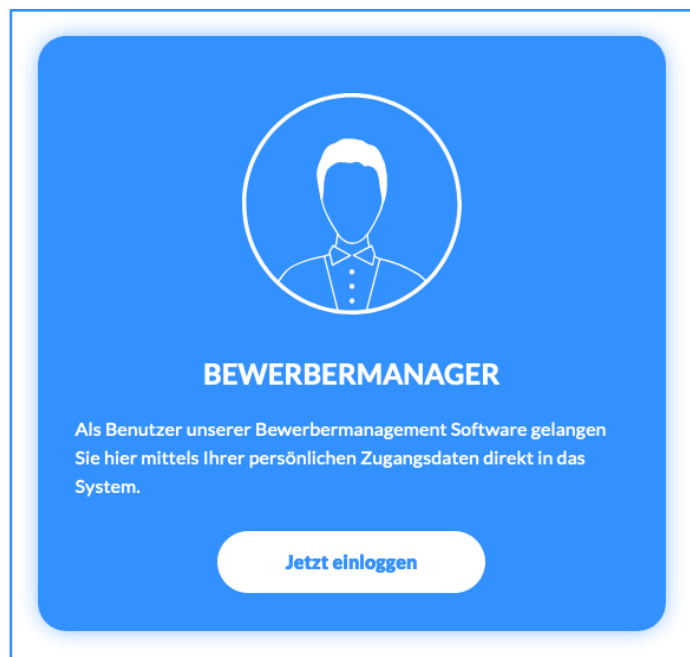 BEWERBERMANAGER
Als Benutzer unserer Bewerbermanagement Software gelangen
Sie hier mittels Ihrer persönlichen Zugangsdaten direkt in das
System.
Jetzt einloggen